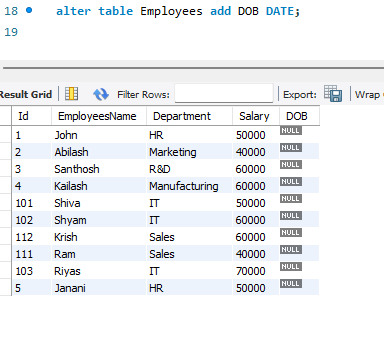 18 alter table Employees add DOB DATE;
19
Result Grid Filter Rows: Export: Wrap
Id EmployeesName Department Salary DOB
1 John HR 50000 NULL
2 Abilash Marketing 40000 NULL
3 Santhosh R&D 60000 NULL
4 Kailash Manufacturing 60000 NULL
101 Shiva IT 50000 NULL
102 Shyam IT 60000 NULL
112 Krish Sales 60000 NULL
111 Ram Sales 40000 NULL
103 Riyas IT 70000 NULL
5 Janani HR 50000 NULL